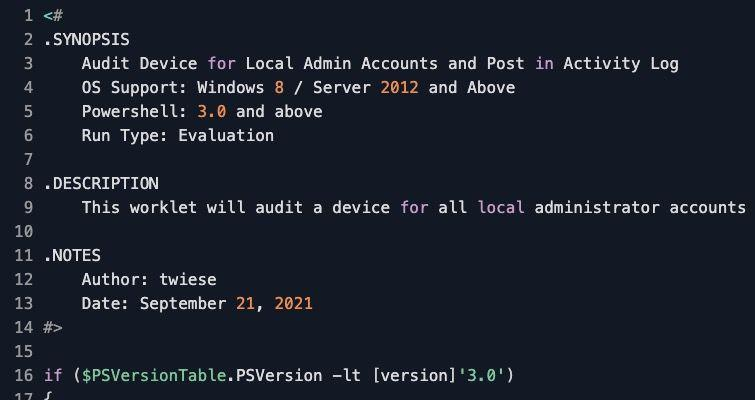 1 <#
2 .SYNOPSIS
3     Audit Device for Local Admin Accounts and Post in Activity Log
4     OS Support: Windows 8 / Server 2012 and Above
5     Powershell: 3.0 and above
6     Run Type: Evaluation
7
8 .DESCRIPTION
9     This worklet will audit a device for all local administrator accounts
10
11 .NOTES
12     Author: twiese
13     Date: September 21, 2021
14 #>
15
16 if ($PSVersionTable.PSVersion -lt [version]'3.0')
17 {